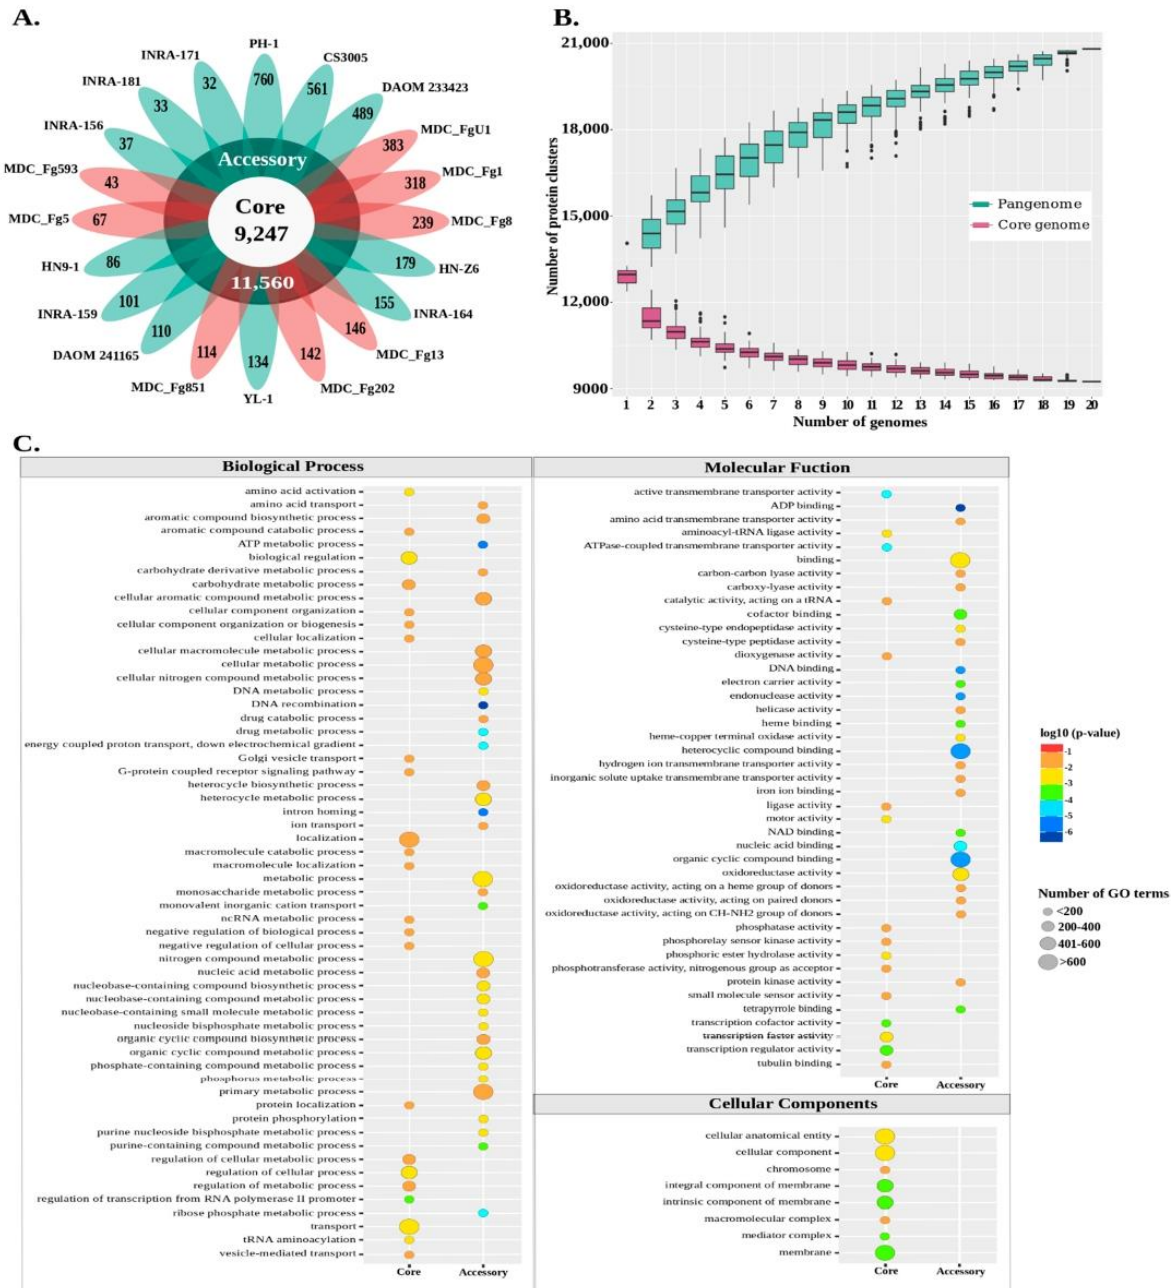 A.
PH-1
CS3005
DAOM 233423
MDC_FgU1
MDC_Fg1
MDC_Fg8
HN-Z6
INRA-164
MDC_Fg13
MDC_Fg202
YL-1
MDC_Fg851
DAOM 241165
INRA-159
HN9-1
MDC_Fg5
MDC_Fg593
INRA-156
INRA-181
INRA-171
760
561
489
383
318
239
179
155
146
142
134
114
110
101
86
67
43
37
33
32
Accessory
Core
9,247
11,560
B.
Number of protein clusters
21,000
18,000
15,000
12,000
9000
Pangenome
Core genome
1 2 3 4 5 6 7 8 9 10 11 12 13 14 15 16 17 18 19 20
Number of genomes
C.
Biological Process
amino acid activation
amino acid transport
aromatic compound biosynthetic process
aromatic compound catabolic process
ATP metabolic process
biological regulation
carbohydrate derivative metabolic process
carbohydrate metabolic process
cellular aromatic compound metabolic process
cellular component organization
cellular component organization or biogenesis
cellular localization
cellular macromolecule metabolic process
cellular metabolic process
cellular nitrogen compound metabolic process
DNA metabolic process
DNA recombination
drug catabolic process
drug metabolic process
energy coupled proton transport, down electrochemical gradient
Golgi vesicle transport
G-protein coupled receptor signaling pathway
heterocycle biosynthetic process
heterocycle metabolic process
intron homing
ion transport
localization
macromolecule catabolic process
macromolecule localization
metabolic process
monosaccharide metabolic process
monovalent inorganic cation transport
ncRNA metabolic process
negative regulation of biological process
negative regulation of cellular process
nitrogen compound metabolic process
nucleic acid metabolic process
nucleobase-containing compound biosynthetic process
nucleobase-containing compound metabolic process
nucleobase-containing small molecule metabolic process
nucleoside bisphosphate metabolic process
organic cyclic compound biosynthetic process
organic cyclic compound metabolic process
phosphate-containing compound metabolic process
phosphorus metabolic process
primary metabolic process
protein localization
protein phosphorylation
purine nucleoside bisphosphate metabolic process
purine-containing compound metabolic process
regulation of cellular metabolic process
regulation of cellular process
regulation of metabolic process
regulation of transcription from RNA polymerase II promoter
ribose phosphate metabolic process
transport
tRNA aminoacylation
vesicle-mediated transport
Core Accessory
Molecular Fuction
active transmembrane transporter activity
ADP binding
amino acid transmembrane transporter activity
aminoacyl-tRNA ligase activity
ATPase-coupled transmembrane transporter activity
binding
carbon-carbon lyase activity
carboxy-lyase activity
catalytic activity, acting on a tRNA
cofactor binding
cysteine-type endopeptidase activity
cysteine-type peptidase activity
dioxygenase activity
DNA binding
electron carrier activity
endonuclease activity
helicase activity
heme binding
heme-copper terminal oxidase activity
heterocyclic compound binding
hydrogen ion transmembrane transporter activity
inorganic solute uptake transmembrane transporter activity
iron ion binding
ligase activity
motor activity
NAD binding
nucleic acid binding
organic cyclic compound binding
oxidoreductase activity
oxidoreductase activity, acting on a heme group of donors
oxidoreductase activity, acting on paired donors
oxidoreductase activity, acting on CH-NH2 group of donors
phosphatase activity
phosphorelay sensor kinase activity
phosphoric ester hydrolase activity
phosphotransferase activity, nitrogenous group as acceptor
protein kinase activity
small molecule sensor activity
tetrapyrrole binding
transcription cofactor activity
transcription factor activity
transcription regulator activity
tubulin binding
Core Accessory
Cellular Components
cellular anatomical entity
cellular component
chromosome
integral component of membrane
intrinsic component of membrane
macromolecular complex
mediator complex
membrane
Core Accessory
log10 (p-value)
-1
-2
-3
-4
-5
-6
Number of GO terms
<200
200-400
401-600
>600